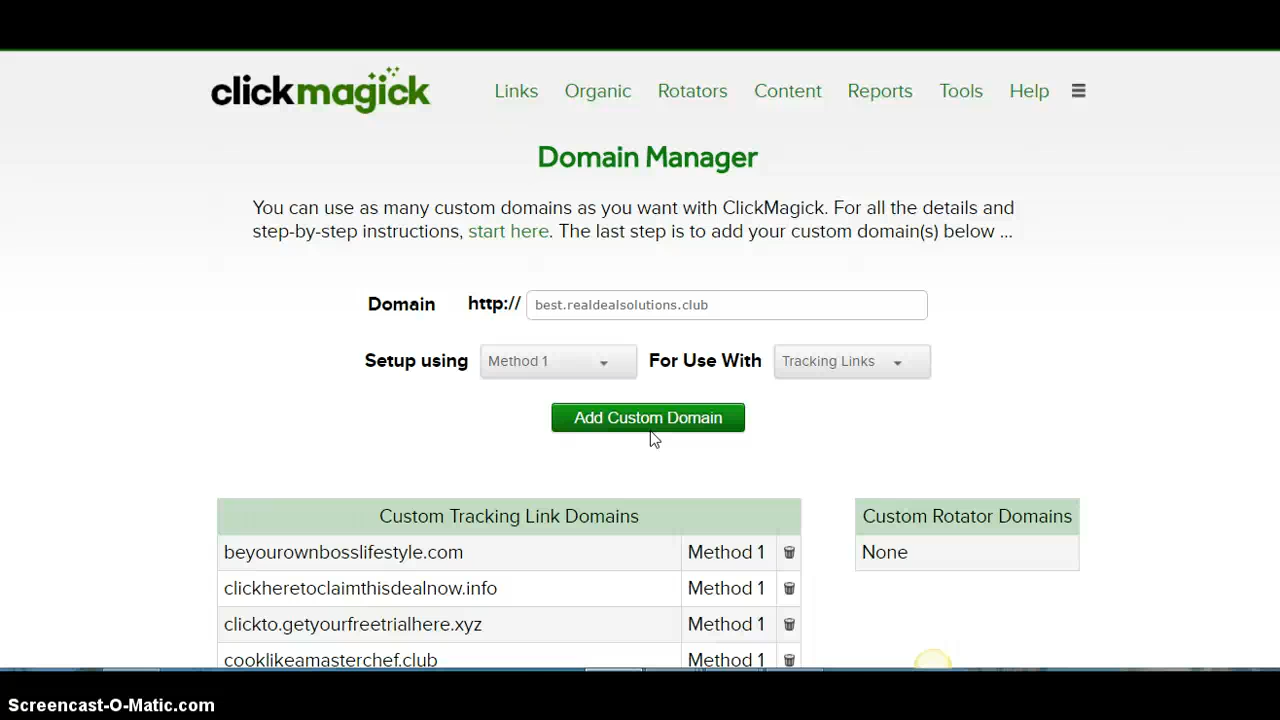 clickmagick
Links Organic Rotators Content Reports Tools Help
Domain Manager
You can use as many custom domains as you want with ClickMagick. For all the details and
step-by-step instructions, start here. The last step is to add your custom domain(s) below ...
Domain http:// best.realdealsolutions.club
Setup using Method 1 For Use With Tracking Links
Add Custom Domain
Custom Tracking Link Domains Custom Rotator Domains
beyourownbosslifestyle.com Method 1 None
clickheretoclaimthisdealnow.info Method 1
clickto.getyourfreetrialhere.xyz Method 1
cooklikeamasterchef.club Method 1
Screencast-O-Matic.com